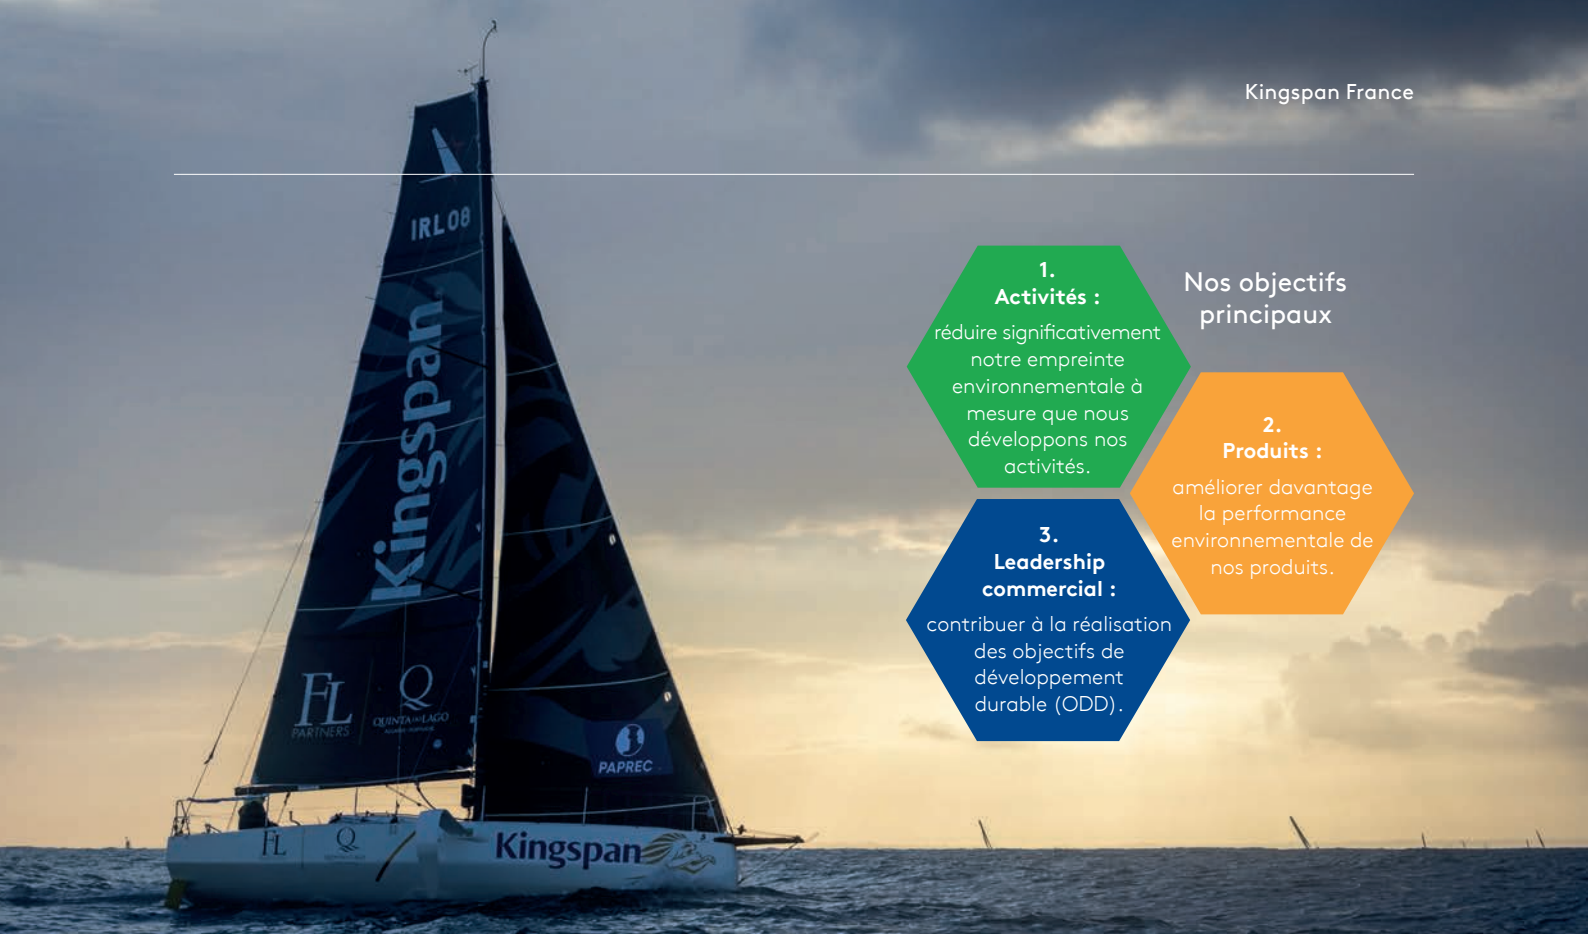 Kingspan France
IRL08
Kingspan
FL
PARTNERS
Q
QUINTA DO LAGO
PAPREC
FL
Q
Kingspan
Nos objectifs
principaux
1.
Activités :
réduire significativement
notre empreinte
environnementale à
mesure que nous
développons nos
activités.
2.
Produits :
améliorer davantage
la performance
environnementale de
nos produits.
3.
Leadership
commercial :
contribuer à la réalisation
des objectifs de
développement
durable (ODD).